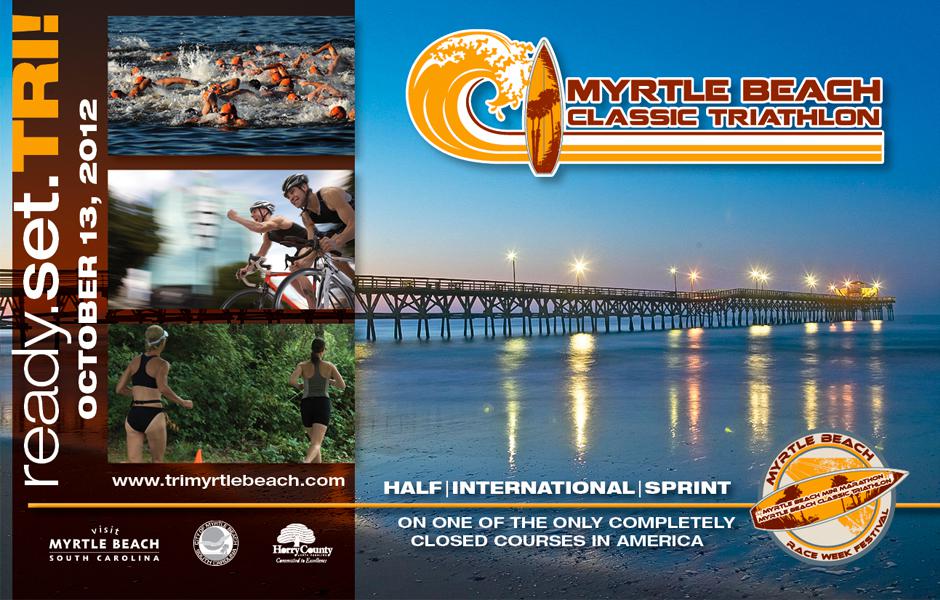 ready.set.TRI!
OCTOBER 13, 2012
MYRTLE BEACH
CLASSIC TRIATHLON
www.trimyrtlebeach.com
HALF|INTERNATIONAL|SPRINT
ON ONE OF THE ONLY COMPLETELY
CLOSED COURSES IN AMERICA
visit
MYRTLE BEACH
SOUTH CAROLINA
Horry County
SOUTH CAROLINA
Committed to Excellence
MYRTLE BEACH
MYRTLE BEACH MINI MARATHON
MYRTLE BEACH CLASSIC TRIATHLON
RACE WEEK FESTIVAL